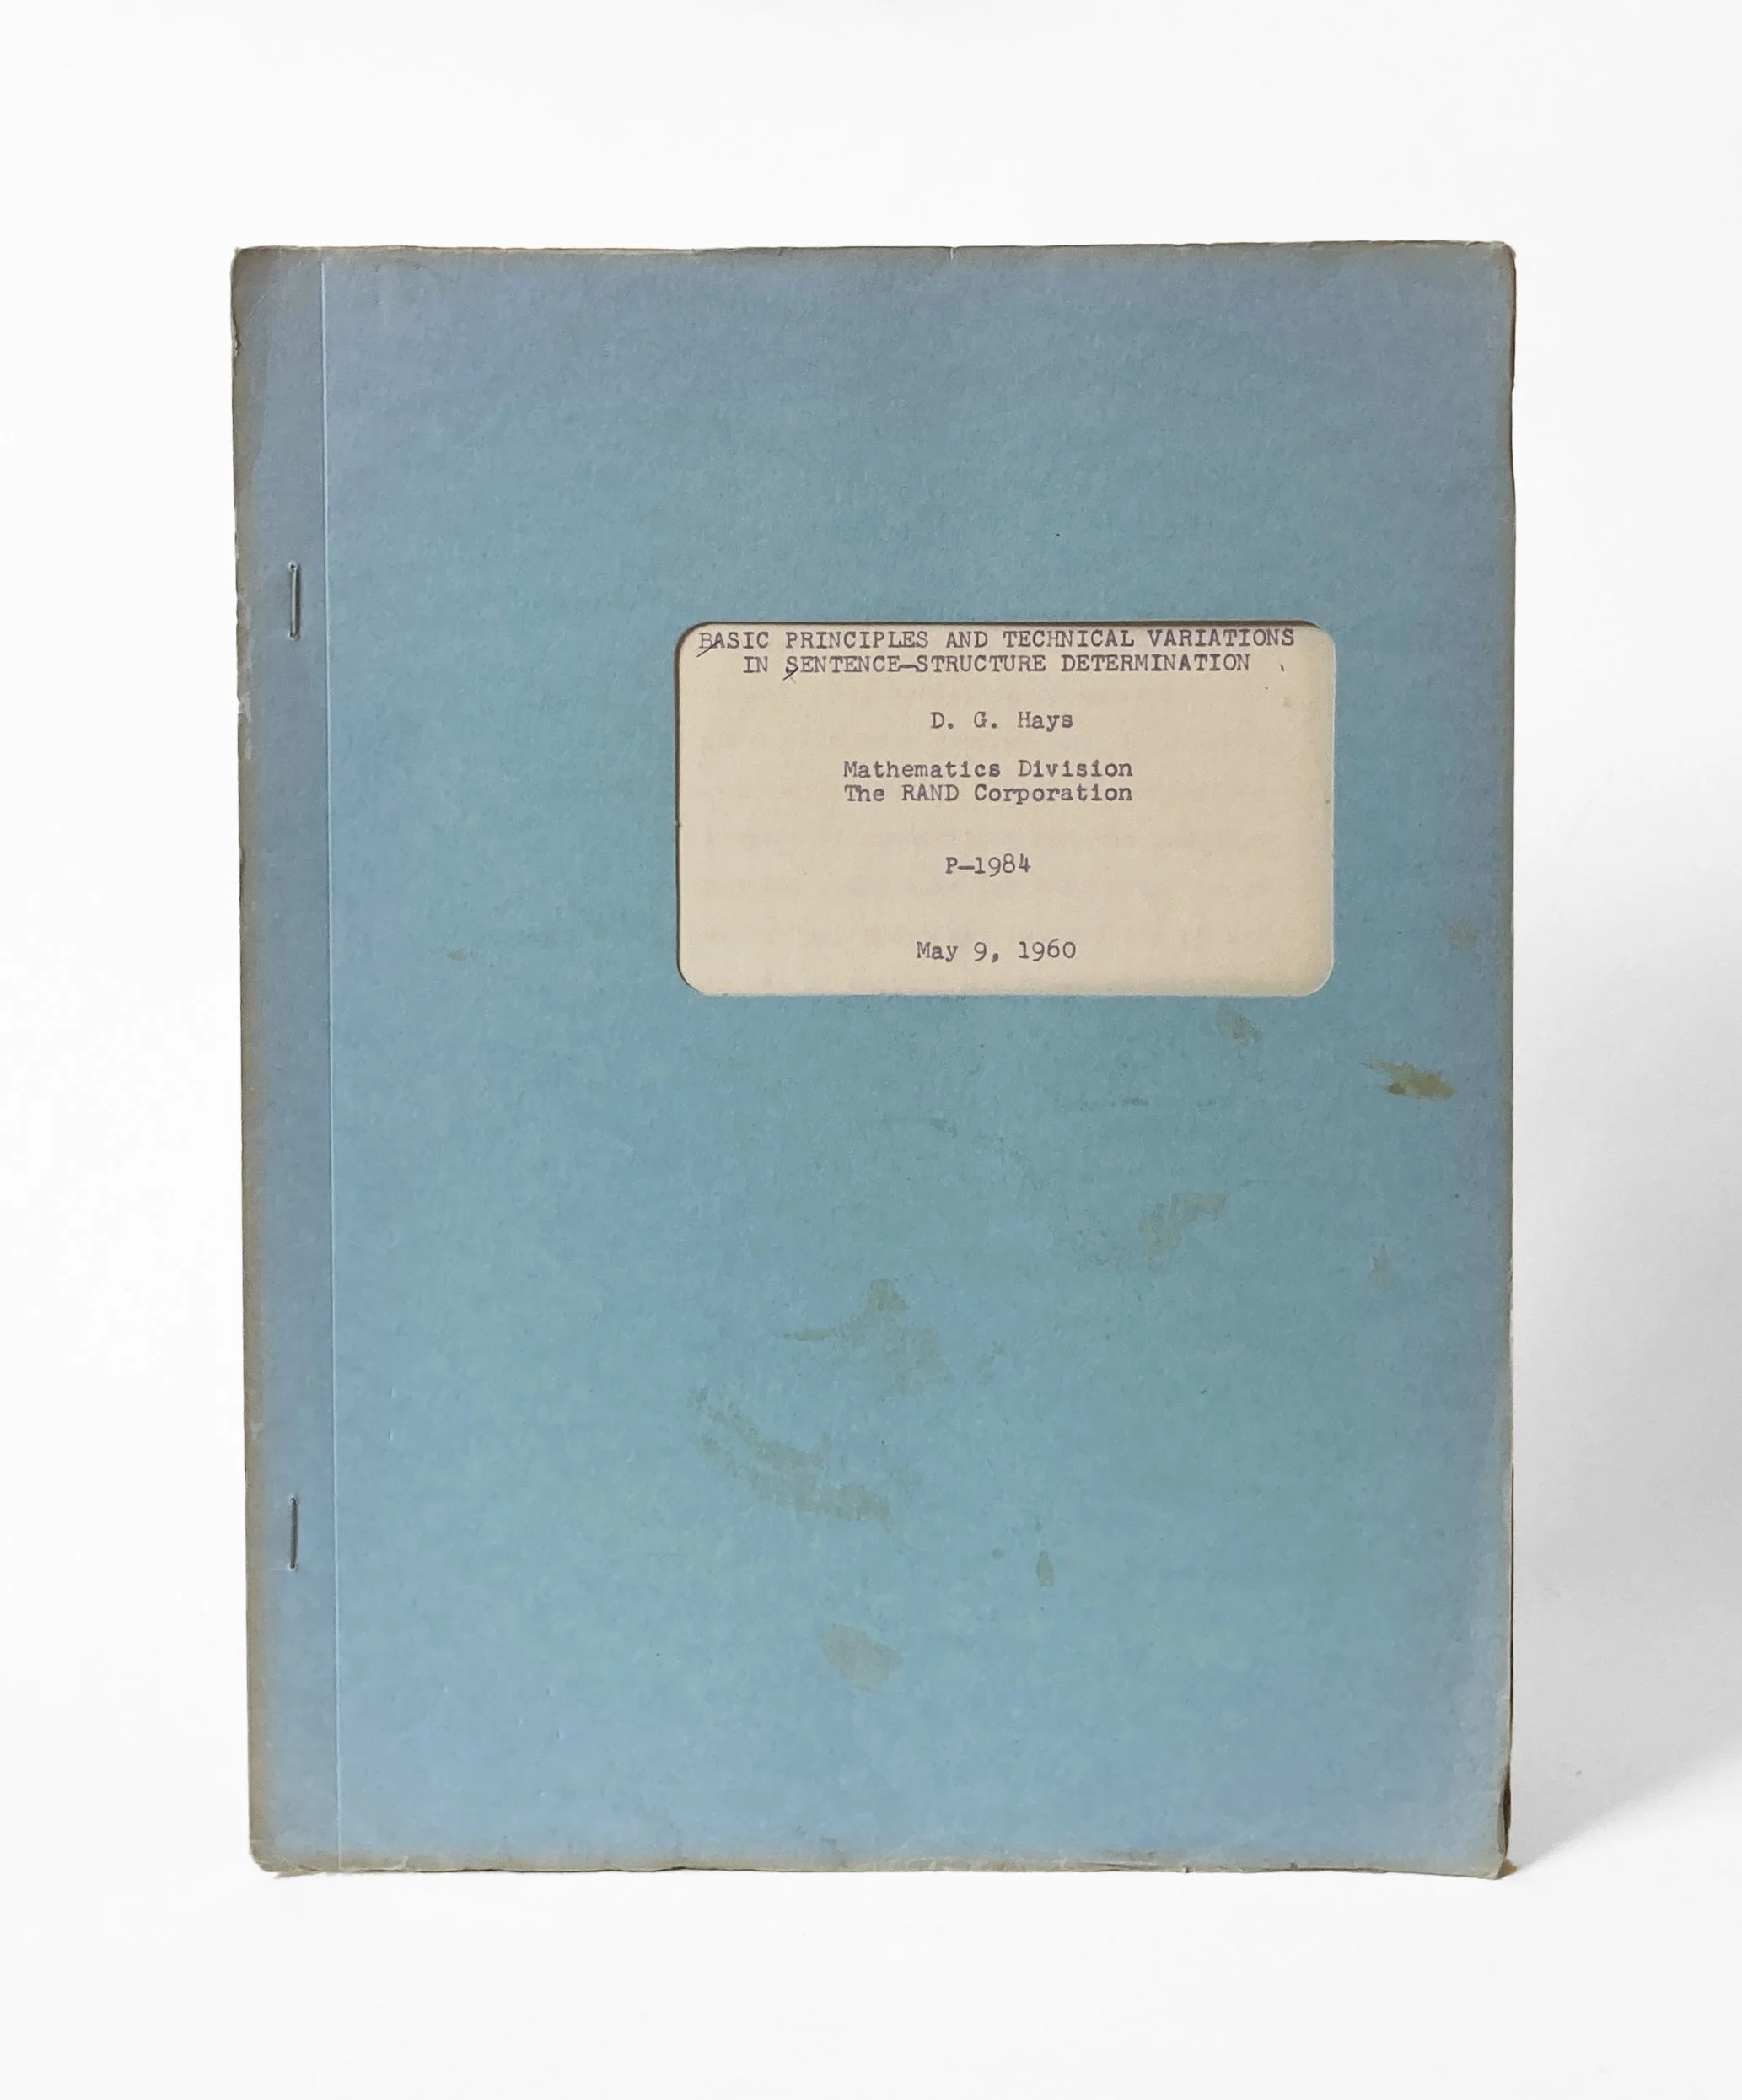 BASIC PRINCIPLES AND TECHNICAL VARIATIONS
IN SENTENCE—STRUCTURE DETERMINATION
D. G. Hays
Mathematics Division
The RAND Corporation
P—1984
May 9, 1960